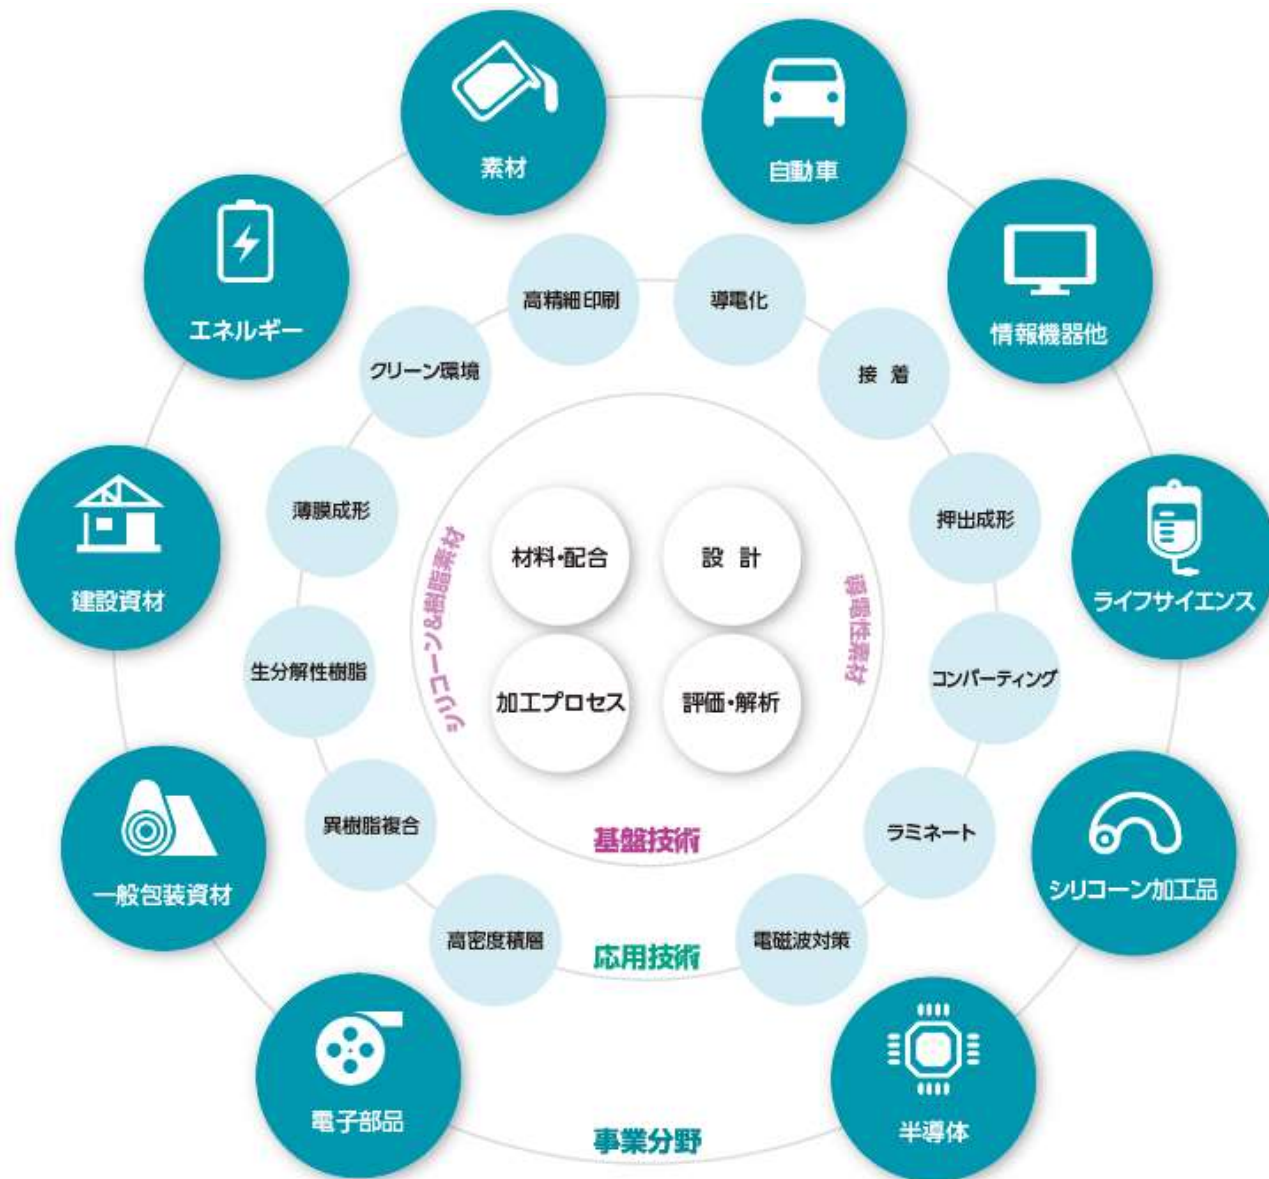 素材
自動車
エネルギー
情報機器他
高精細印刷
導電化
クリーン環境
接 着
薄膜成形
押出成形
建設資材
ライフサイエンス
シリコーン&樹脂素材
材料・配合
設 計
導電性素材
生分解性樹脂
コンバーティング
加工プロセス
評価・解析
異樹脂複合
ラミネート
基盤技術
一般包装資材
シリコーン加工品
高密度積層
電磁波対策
応用技術
電子部品
半導体
事業分野